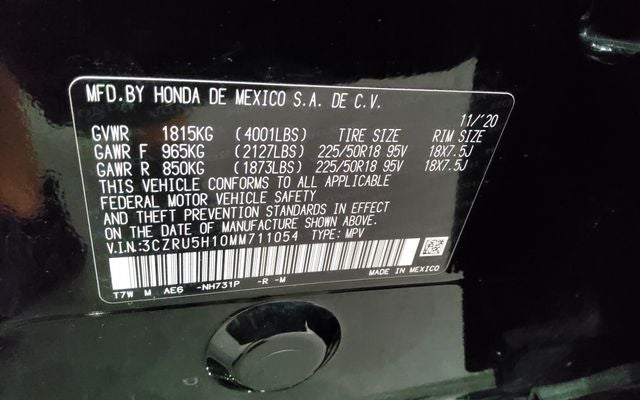 MFD.BY HONDA DE MEXICO S.A. DE C.V.
11/'20
GVWR 1815KG (4001LBS) TIRE SIZE RIM SIZE
GAWR F 965KG (2127LBS) 225/50R18 95V 18X7.5J
GAWR R 850KG (1873LBS) 225/50R18 95V 18X7.5J
THIS VEHICLE CONFORMS TO ALL APPLICABLE
FEDERAL MOTOR VEHICLE SAFETY
AND THEFT PREVENTION STANDARDS IN EFFECT
ON THE DATE OF MANUFACTURE SHOWN ABOVE.
V.I.N:3CZRU5H10MM711054 TYPE: MPV
MADE IN MEXICO
T7W M AE6 -NH731P -R -M